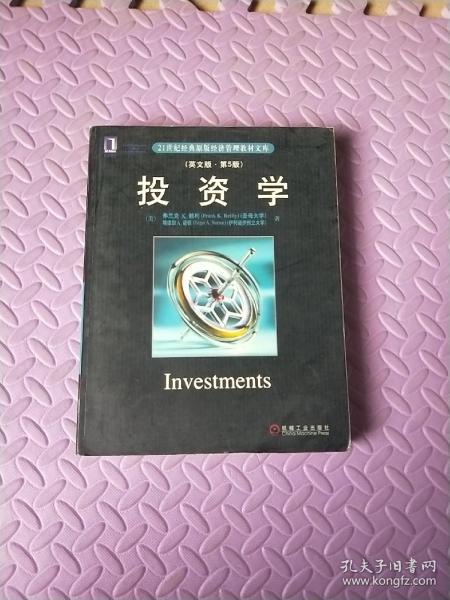 21世纪经典原版经济管理教材文库
(英文版·第5版)
投资学
(美) 弗兰克 K. 赖利 (Frank K. Reilly) (圣母大学)
埃德加 A. 诺顿 (Edgar A. Norton) (伊利诺伊州立大学)
著
Investments
机械工业出版社
China Machine Press
孔夫子旧书网
www.kongfz.com